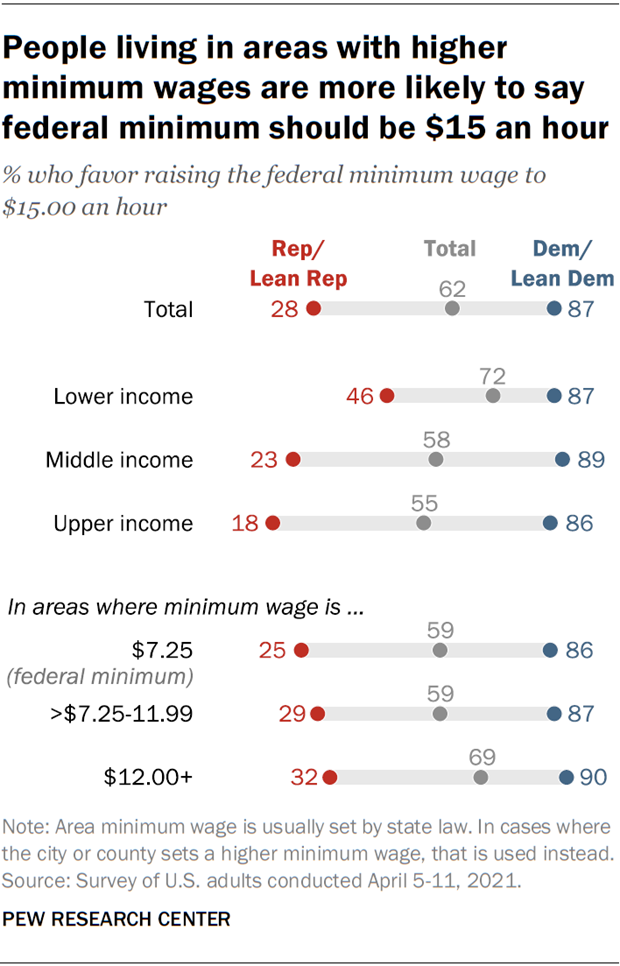 People living in areas with higher
minimum wages are more likely to say
federal minimum should be $15 an hour
% who favor raising the federal minimum wage to
$15.00 an hour
Rep/
Lean Rep
Total
Dem/
Lean Dem
Total 28 62 87
Lower income 46 72 87
Middle income 23 58 89
Upper income 18 55 86
In areas where minimum wage is ...
$7.25 25 59 86
(federal minimum)
>$7.25-11.99 29 59 87
$12.00+ 32 69 90
Note: Area minimum wage is usually set by state law. In cases where
the city or county sets a higher minimum wage, that is used instead.
Source: Survey of U.S. adults conducted April 5-11, 2021.
PEW RESEARCH CENTER